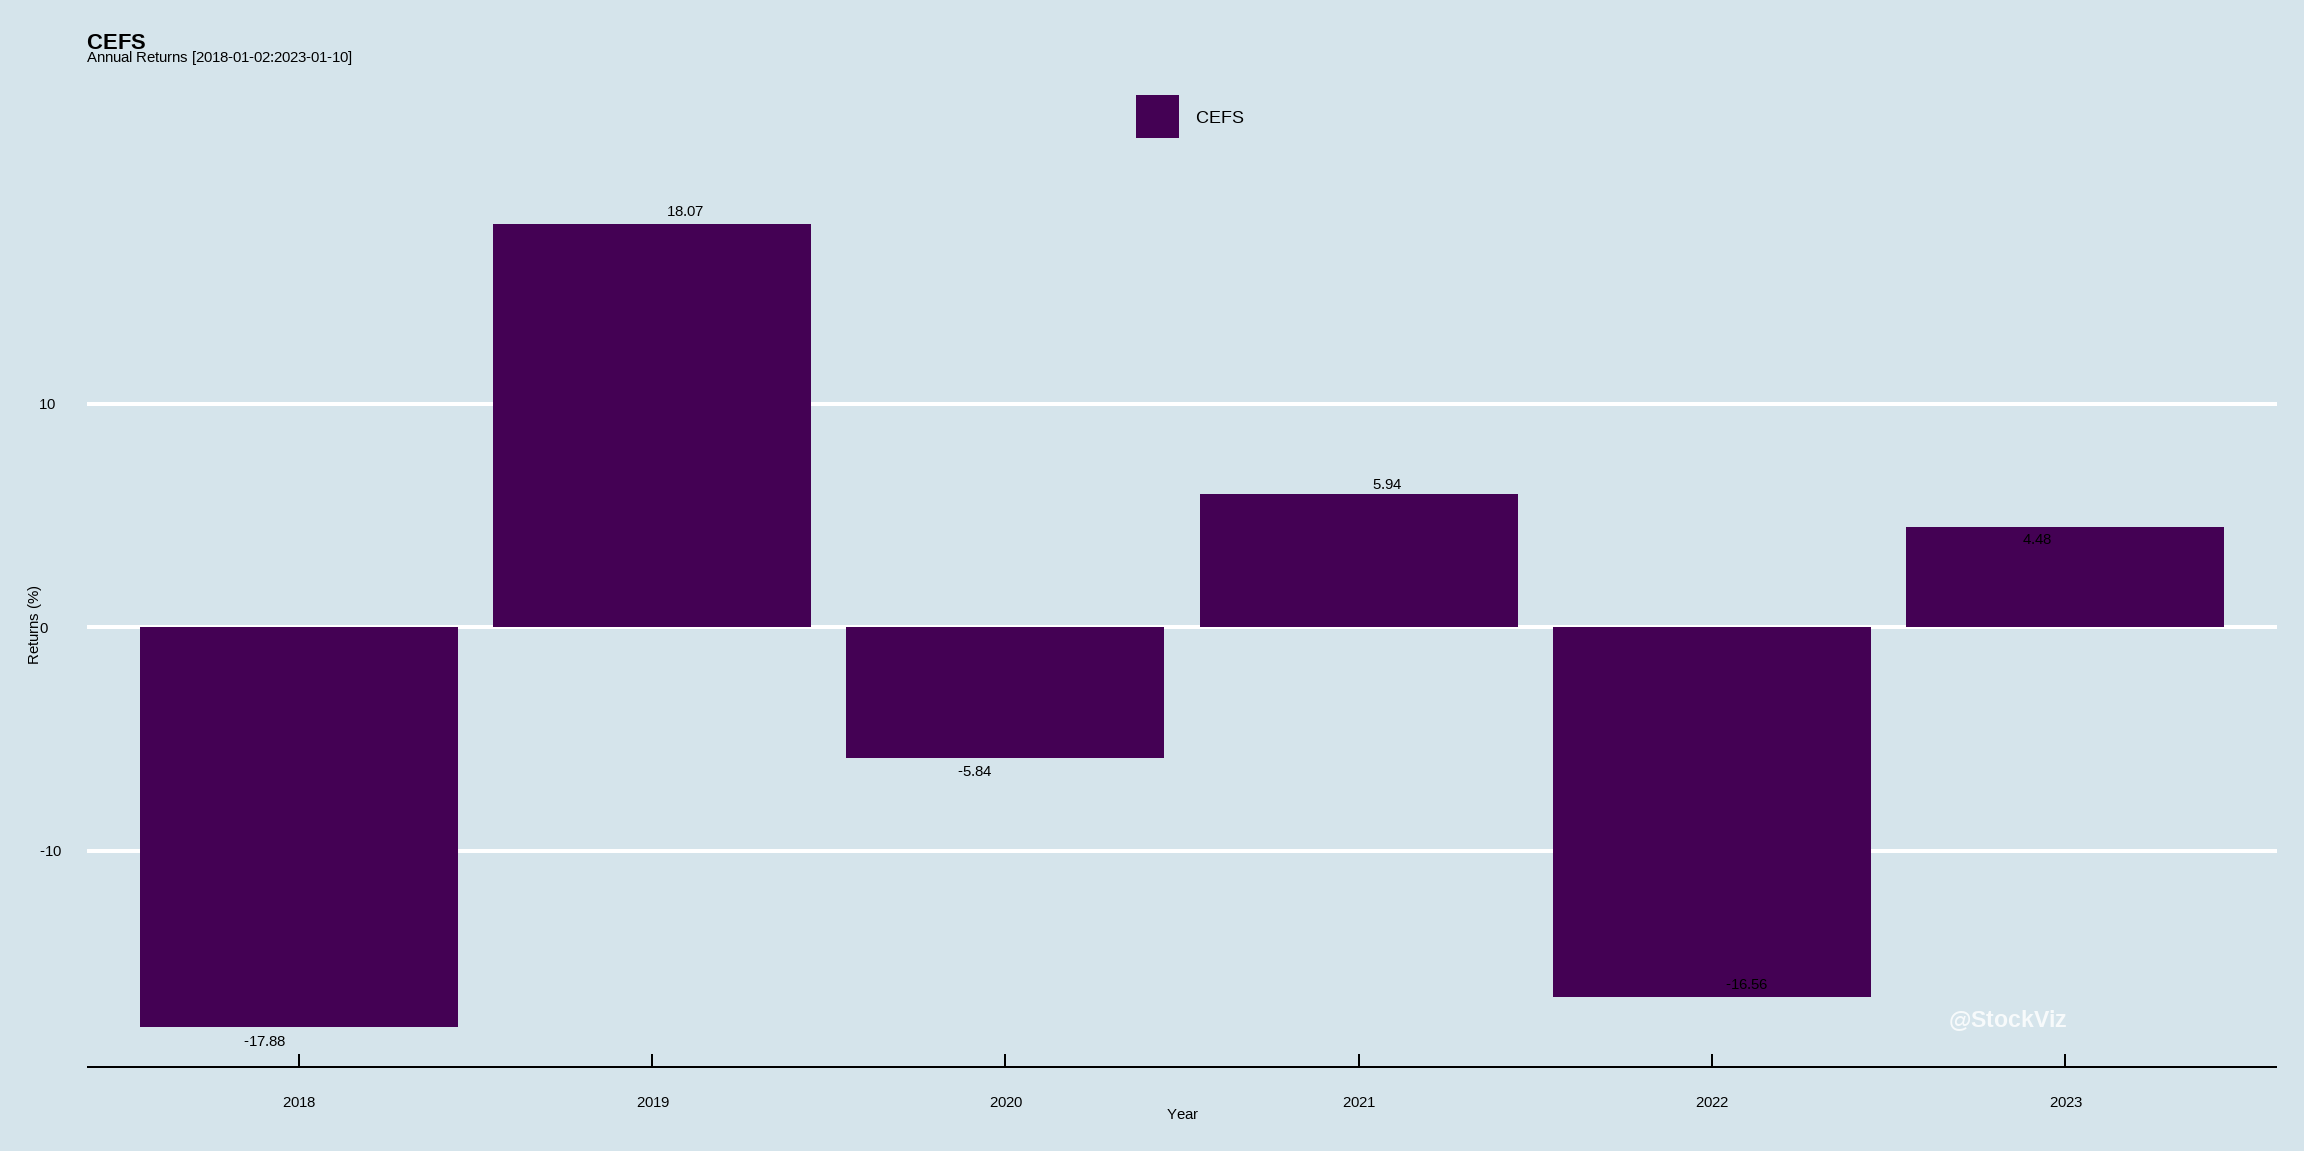 CEFS
Annual Returns [2018-01-02:2023-01-10]
CEFS
18.07
10
5.94
4.48
Returns (%)
0
-5.84
-10
-16.56
@StockViz
-17.88
2018
2019
2020
2021
2022
2023
Year